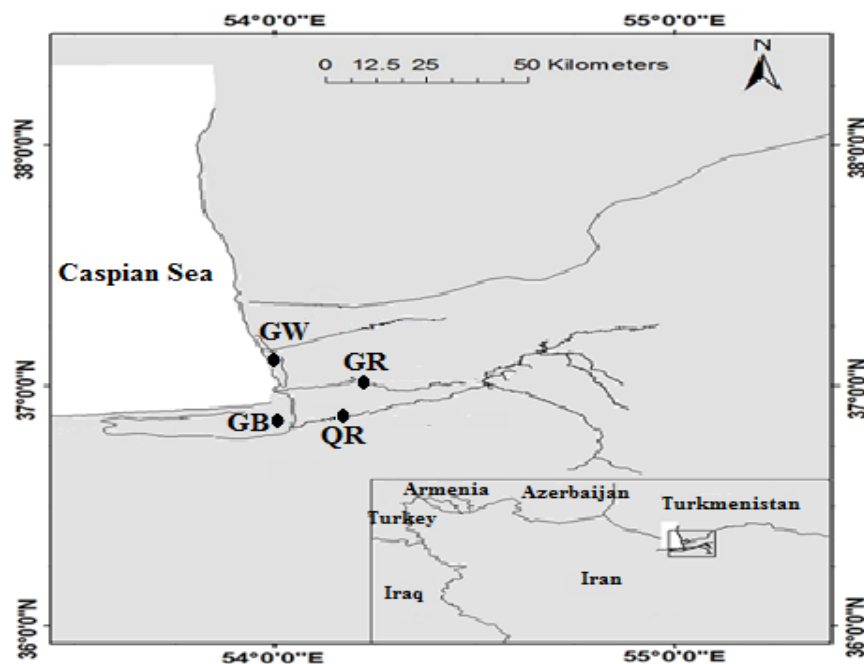 54°0'0"E
55°0'0"E
0 12.5 25 50 Kilometers
N
38°0'0"N
38°0'0"N
Caspian Sea
GW
GR
37°0'0"N
37°0'0"N
GB
QR
Armenia
Azerbaijan
Turkmenistan
Turkey
Iraq
Iran
36°0'0"N
36°0'0"N
54°0'0"E
55°0'0"E